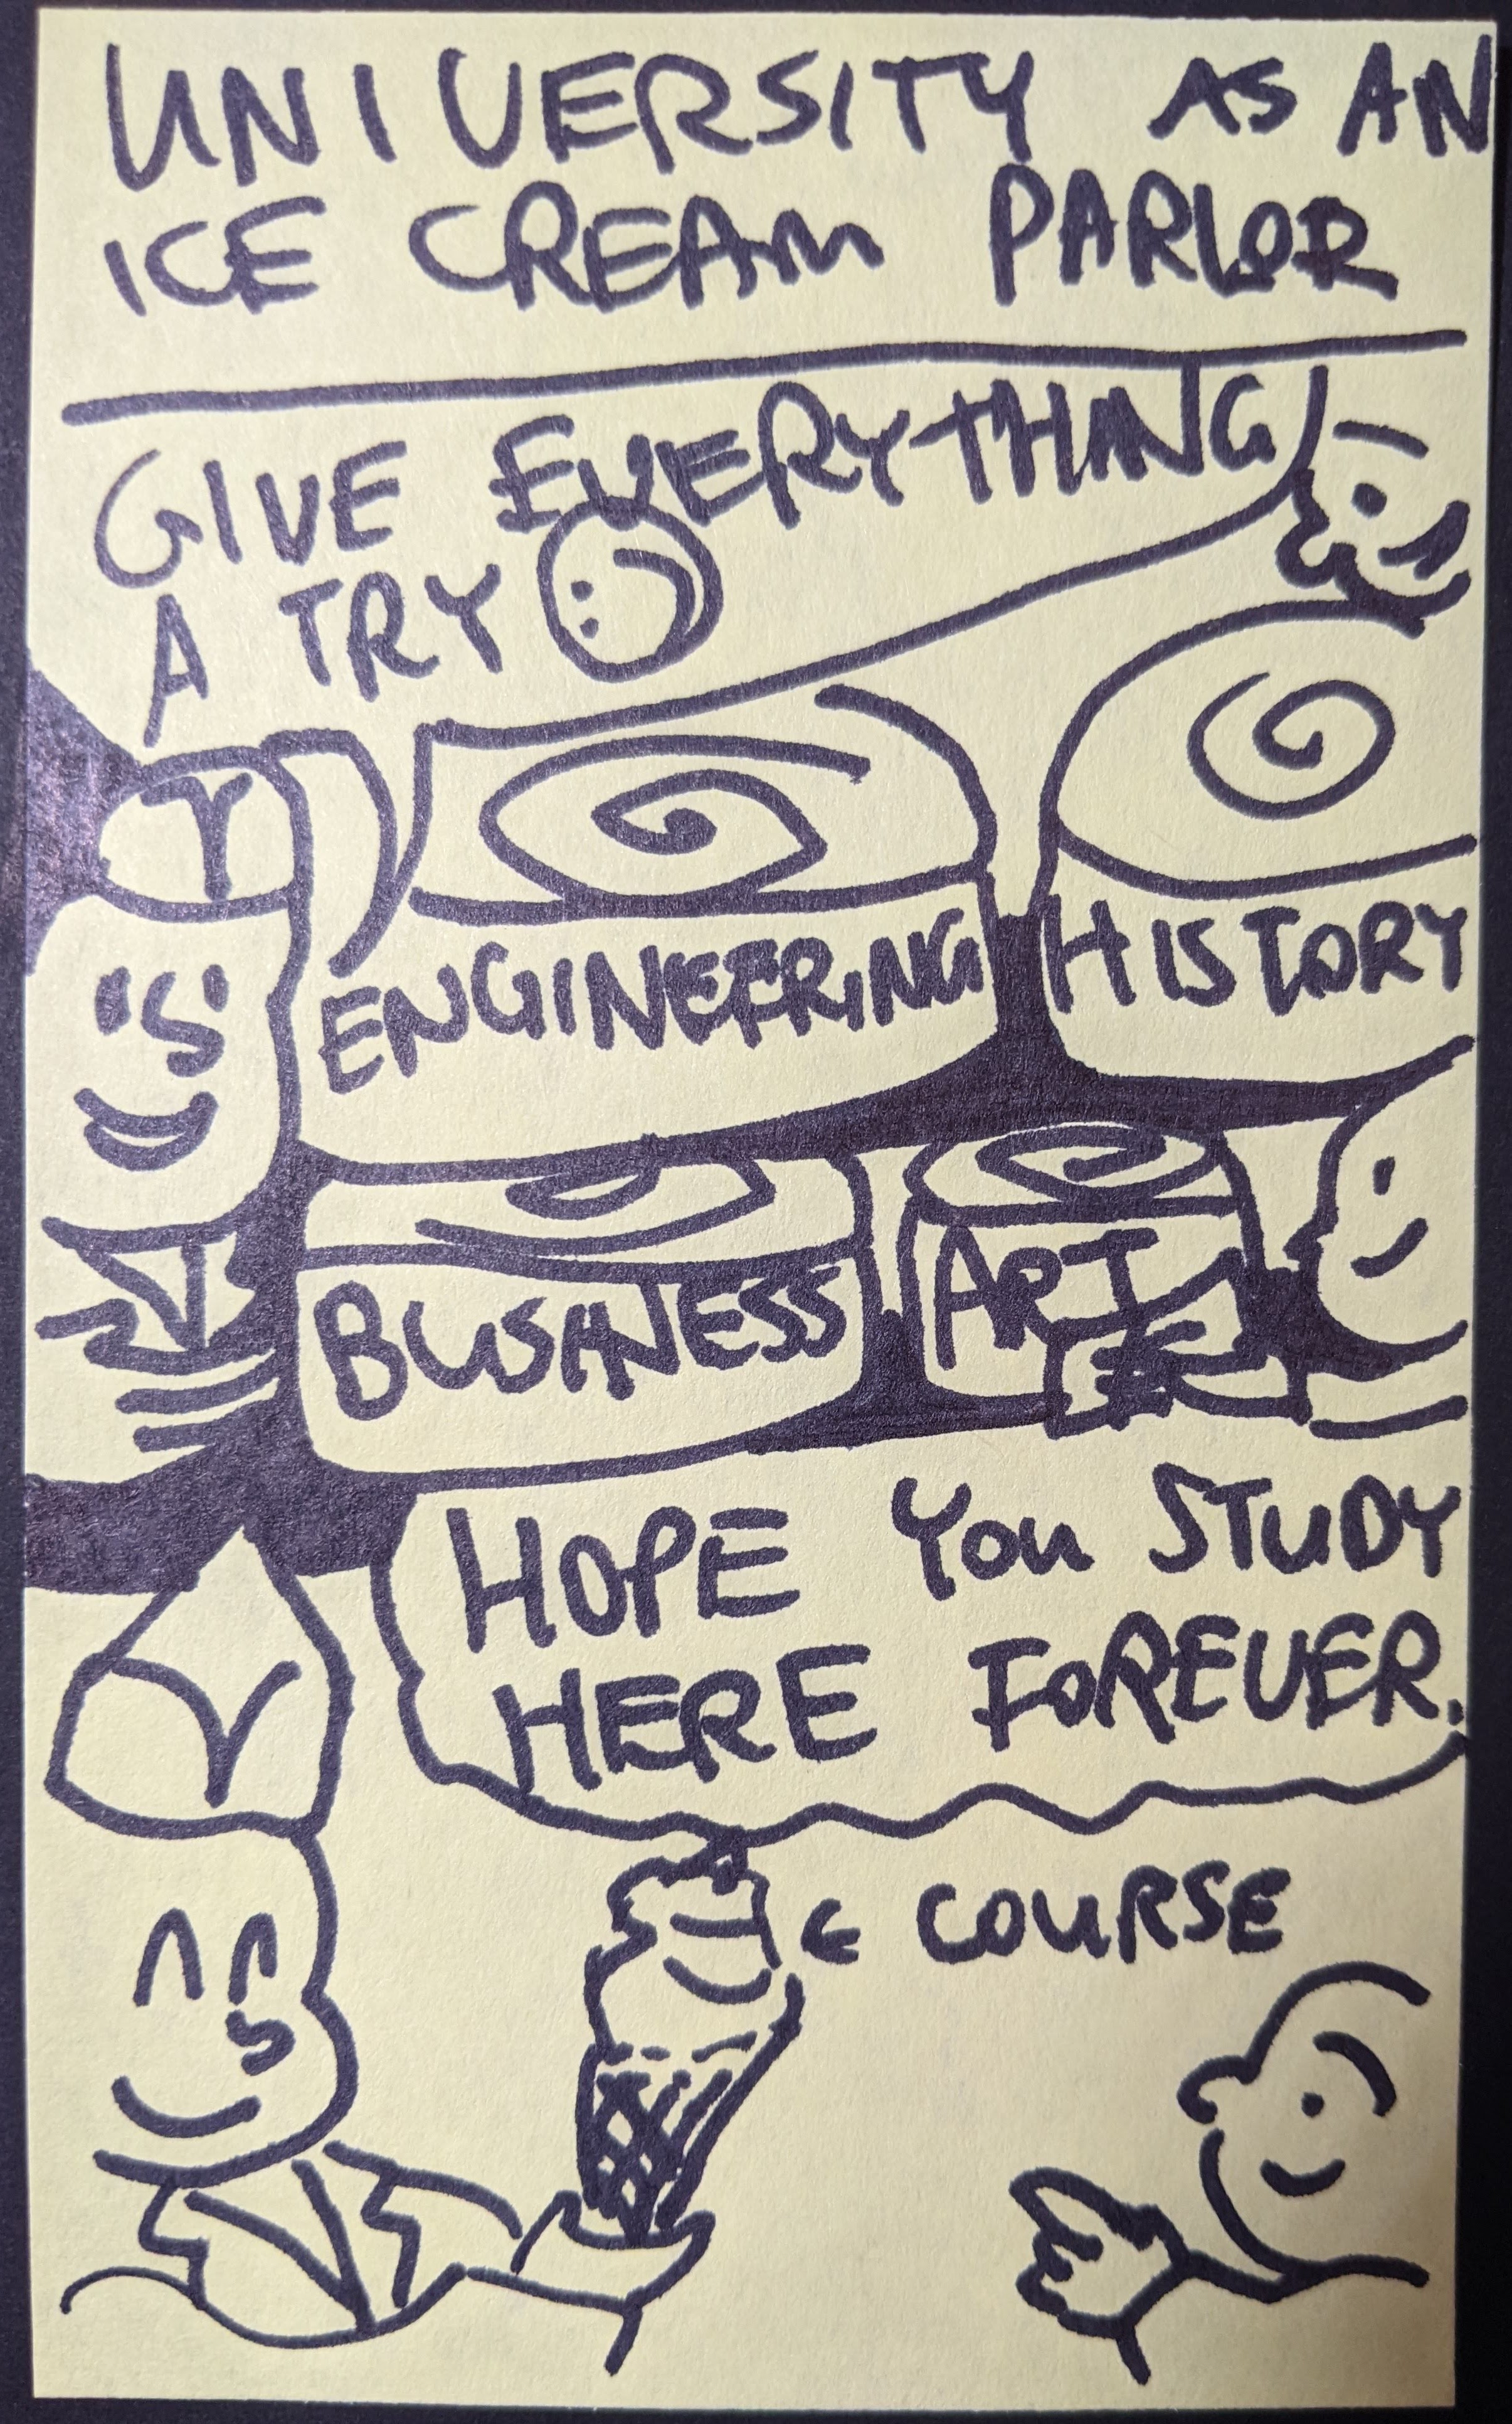 UNIVERSITY AS AN
ICE CREAM PARLOR
GIVE EVERYTHING
A TRY
ENGINEERING
HISTORY
BUSINESS
ART
HOPE YOU STUDY
HERE FOREVER.
← COURSE